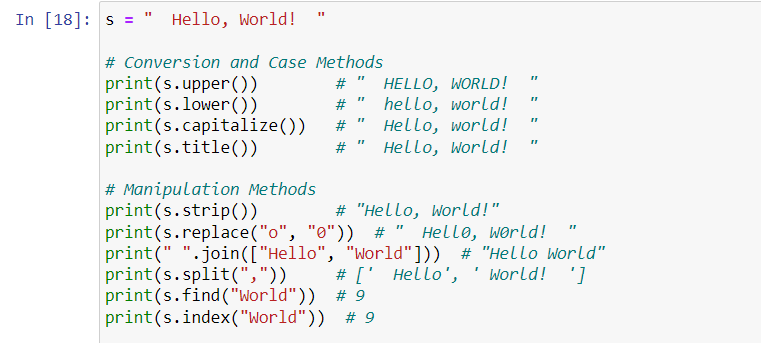 In [18]: s = "  Hello, World!  "
# Conversion and Case Methods
print(s.upper())        # "  HELLO, WORLD!  "
print(s.lower())        # "  hello, world!  "
print(s.capitalize())   # "  Hello, world!  "
print(s.title())        # "  Hello, World!  "
# Manipulation Methods
print(s.strip())        # "Hello, World!"
print(s.replace("o", "0"))  # "  Hell0, W0rld!  "
print(" ".join(["Hello", "World"]))  # "Hello World"
print(s.split(","))     # ['  Hello', ' World!  ']
print(s.find("World"))  # 9
print(s.index("World"))  # 9